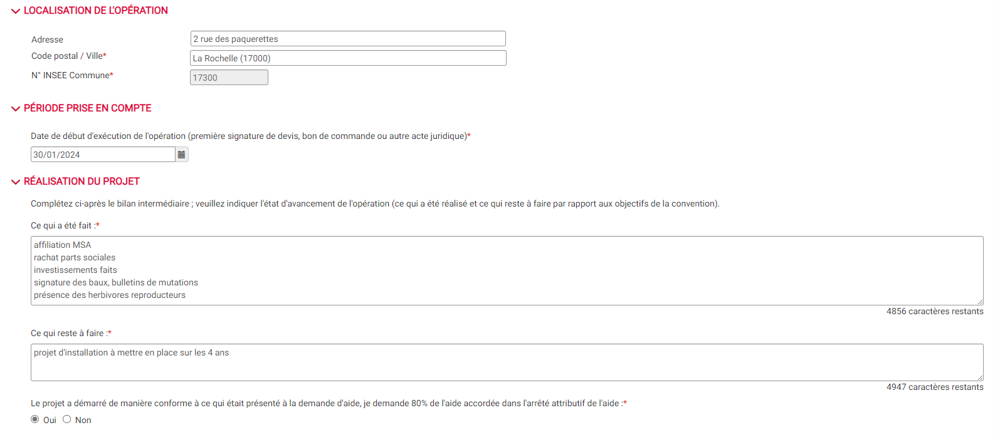 LOCALISATION DE L'OPÉRATION
Adresse
2 rue des paquerettes
Code postal / Ville*
La Rochelle (17000)
N° INSEE Commune*
17300
PÉRIODE PRISE EN COMPTE
Date de début d'exécution de l'opération (première signature de devis, bon de commande ou autre acte juridique)*
30/01/2024
RÉALISATION DU PROJET
Complétez ci-après le bilan intermédiaire ; veuillez indiquer l'état d'avancement de l'opération (ce qui a été réalisé et ce qui reste à faire par rapport aux objectifs de la convention).
Ce qui a été fait :*
affiliation MSA
rachat parts sociales
investissements faits
signature des baux, bulletins de mutations
présence des herbivores reproducteurs
4856 caractères restants
Ce qui reste à faire :*
projet d'installation à mettre en place sur les 4 ans
4947 caractères restants
Le projet a démarré de manière conforme à ce qui était présenté à la demande d'aide, je demande 80% de l'aide accordée dans l'arrêté attributif de l'aide :*
Oui Non